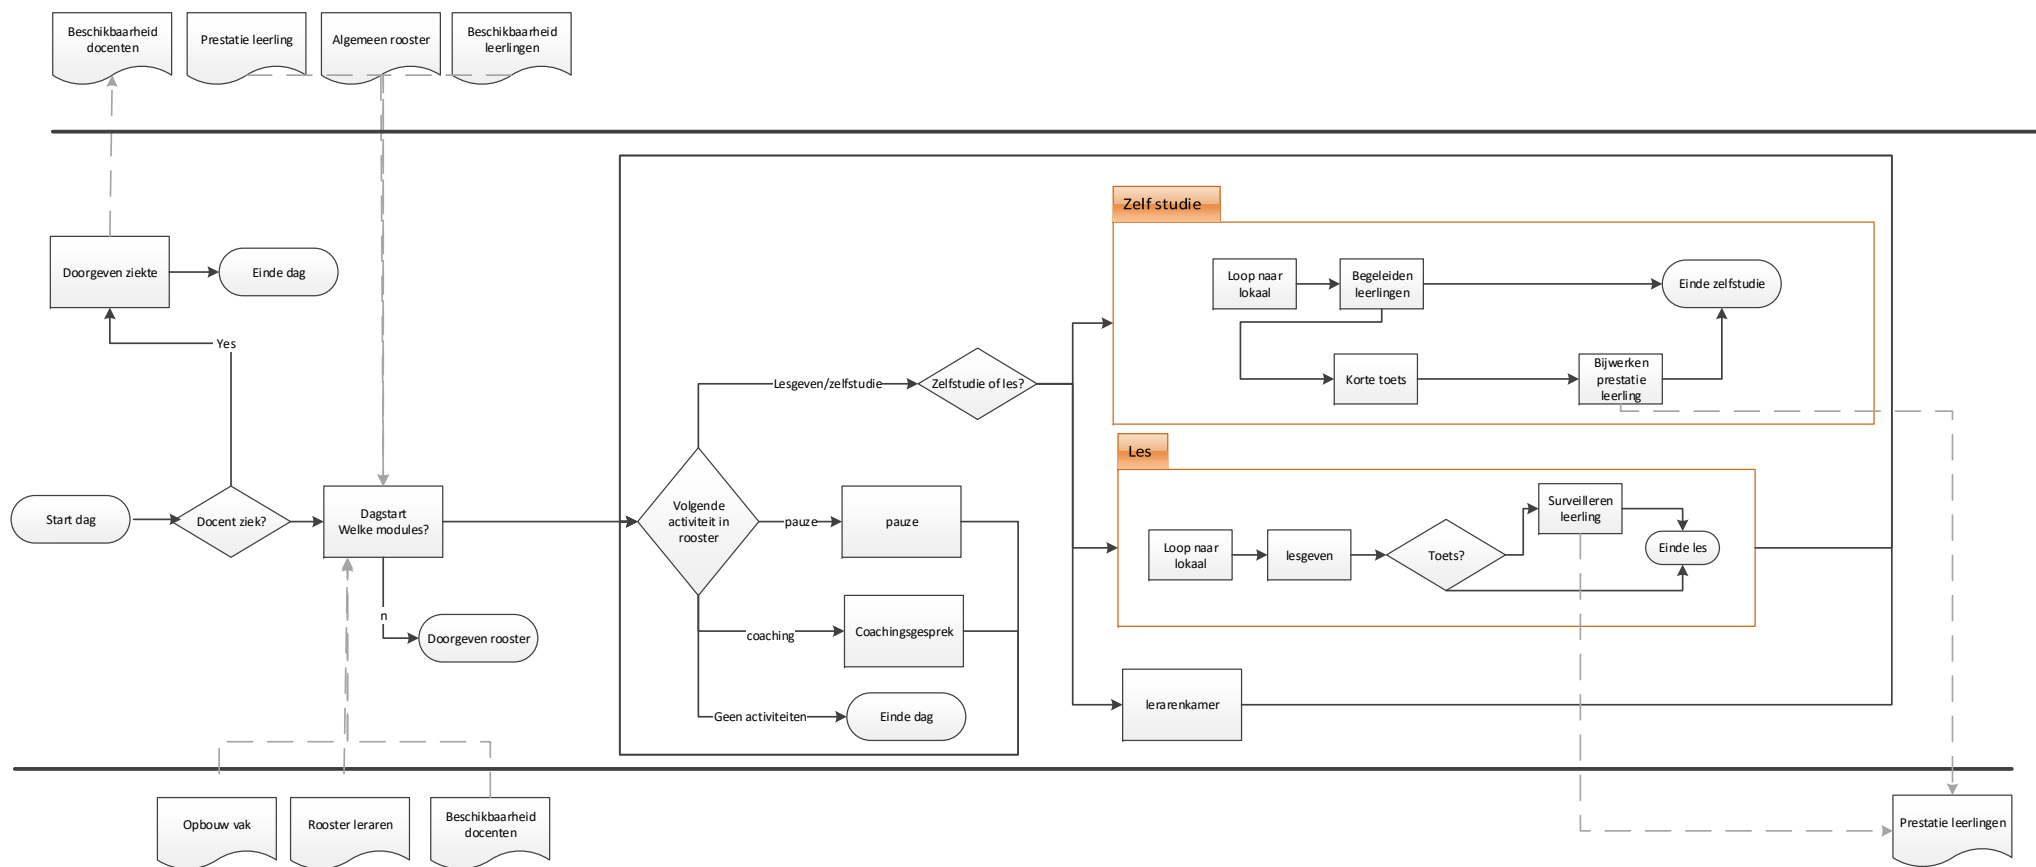 Beschikbaarheid
docenten
Prestatie leerling
Algemeen rooster
Beschikbaarheid
leerlingen
Zelf studie
Doorgeven ziekte
Einde dag
Loop naar
lokaal
Begeleiden
leerlingen
Einde zelfstudie
Yes
Lesgeven/zelfstudie
Zelfstudie of les?
Korte toets
Bijwerken
prestatie
leerling
Les
Start dag
Docent ziek?
Dagstart
Welke modules?
Volgende
activiteit in
rooster
pauze
pauze
Surveilleren
leerling
Loop naar
lokaal
lesgeven
Toets?
Einde les
n
Doorgeven rooster
coaching
Coachingsgesprek
Geen activiteiten
Einde dag
lerarenkamer
Opbouw vak
Rooster leraren
Beschikbaarheid
docenten
Prestatie leerlingen